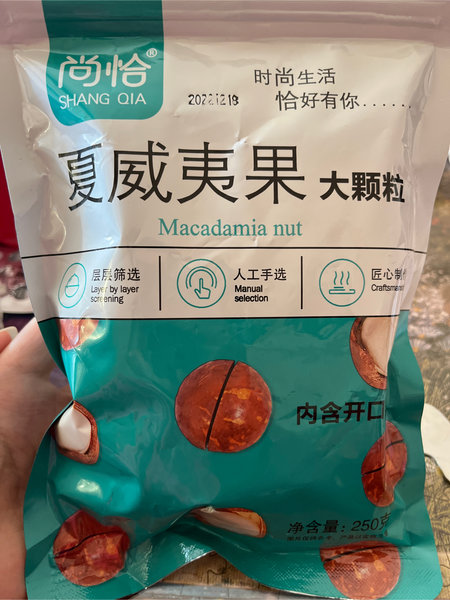 尚恰®
SHANG QIA
时尚生活
恰好有你......
20221218
夏威夷果 大颗粒
Macadamia nut
层层筛选
Layer by layer
screening
人工手选
Manual
selection
匠心制
内含开口
净含量：250克